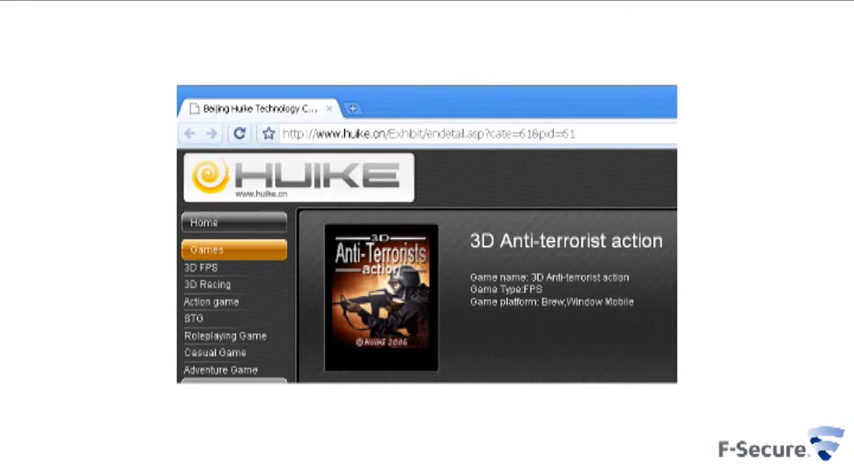 Beijing Huike Technology C...
http://www.huike.cn/Exhibit/endetail.asp?cate=61&pid=61
HUIKE
www.huike.cn
Home
Games
3D FPS
3D Racing
Action game
STG
Roleplaying Game
Casual Game
Adventure Game
3D
Anti-Terrorists
action
© HUIKE 2006
3D Anti-terrorist action
Game name: 3D Anti-terrorist action
Game Type:FPS
Game platform: Brew,Window Mobile
F-Secure.